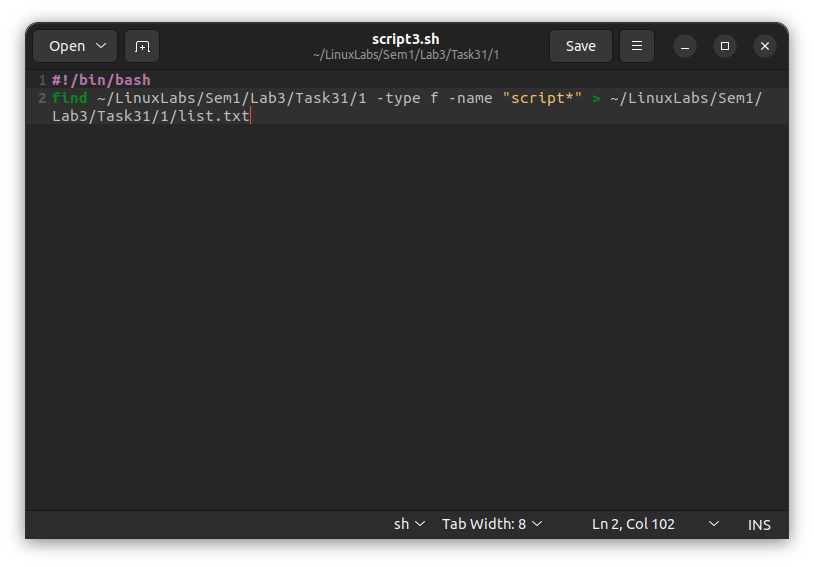 Open
script3.sh
~/LinuxLabs/Sem1/Lab3/Task31/1
Save
1 #!/bin/bash
2 find ~/LinuxLabs/Sem1/Lab3/Task31/1 -type f -name "script*" > ~/LinuxLabs/Sem1/
Lab3/Task31/1/list.txt
sh
Tab Width: 8
Ln 2, Col 102
INS